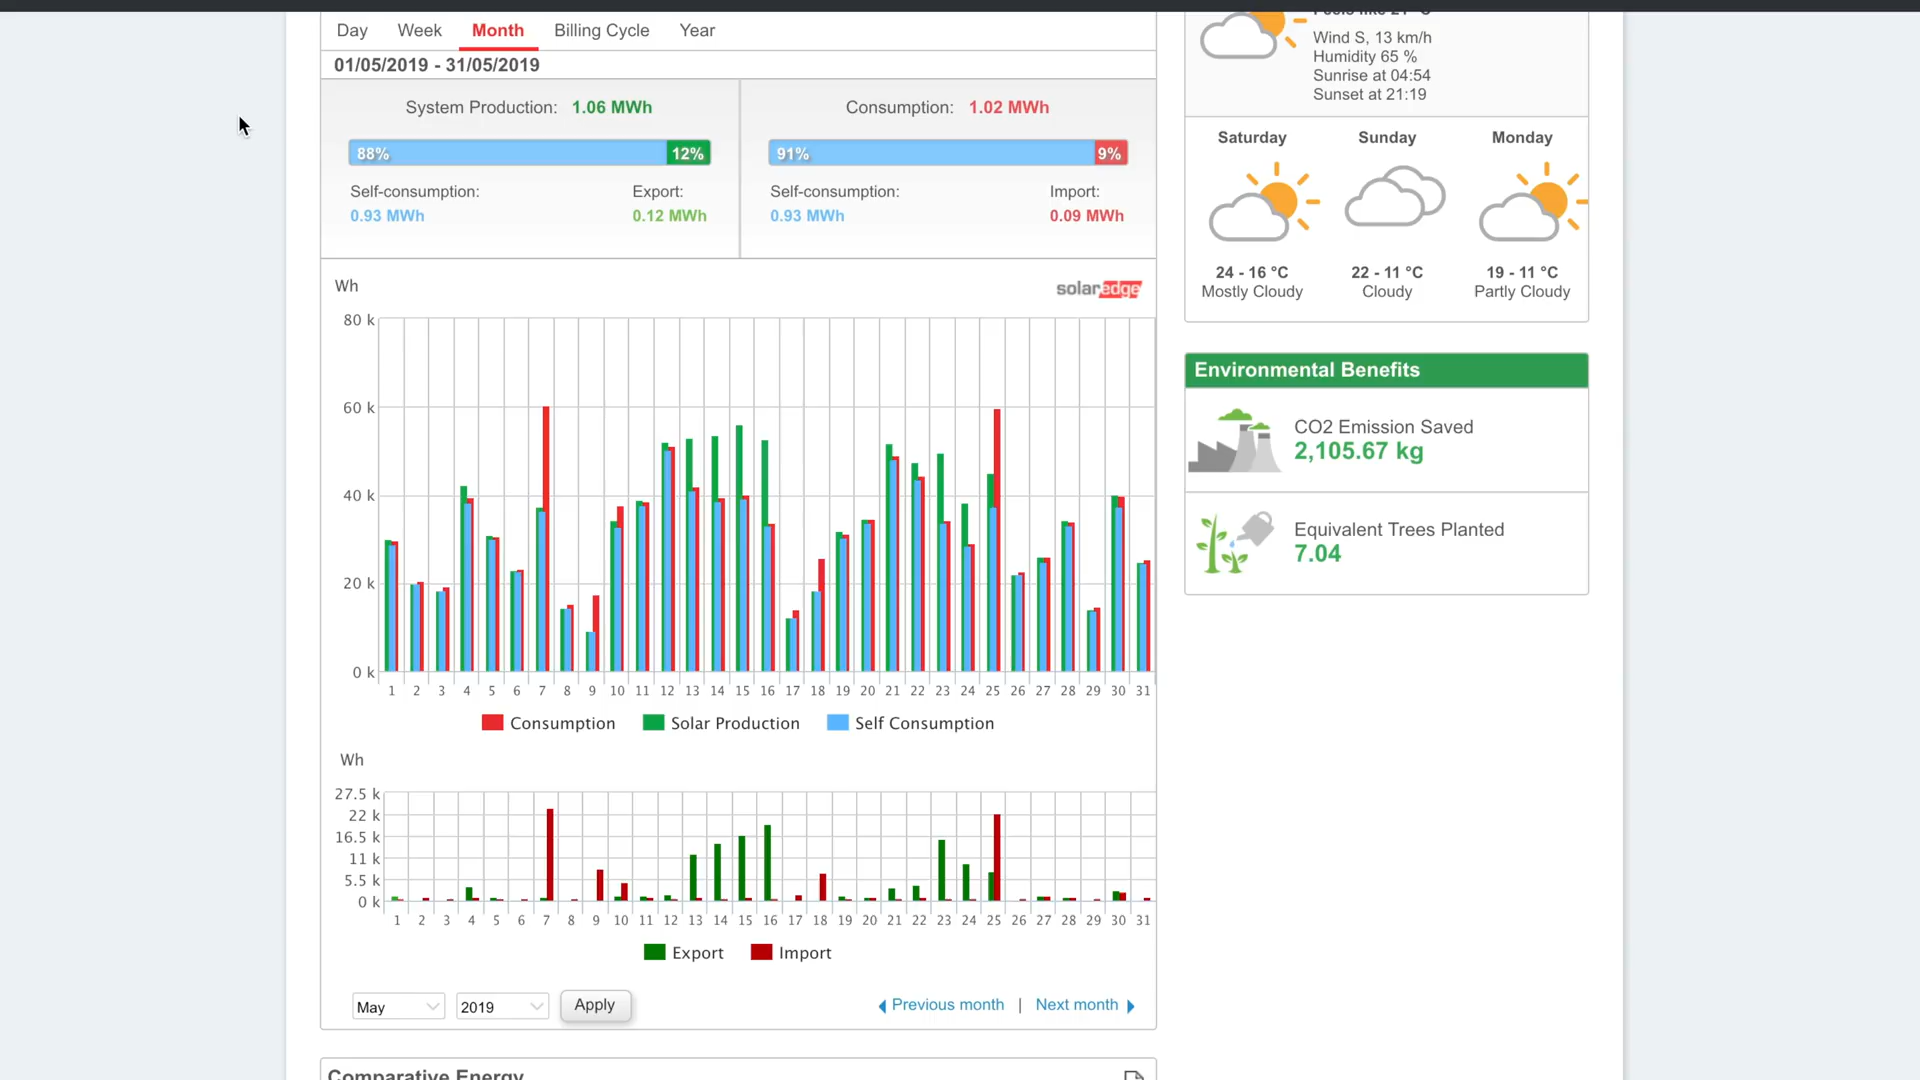 Day Week Month Billing Cycle Year
01/05/2019 - 31/05/2019
System Production: 1.06 MWh
88% 12%
Self-consumption: Export:
0.93 MWh 0.12 MWh
Consumption: 1.02 MWh
91% 9%
Self-consumption: Import:
0.93 MWh 0.09 MWh
Wh
solaredge
80 k
60 k
40 k
20 k
0 k
1 2 3 4 5 6 7 8 9 10 11 12 13 14 15 16 17 18 19 20 21 22 23 24 25 26 27 28 29 30 31
Consumption Solar Production Self Consumption
Wh
27.5 k
22 k
16.5 k
11 k
5.5 k
0 k
1 2 3 4 5 6 7 8 9 10 11 12 13 14 15 16 17 18 19 20 21 22 23 24 25 26 27 28 29 30 31
Export Import
May 2019 Apply Previous month | Next month
Comparative Energy
Feels like 21 °C
Wind S, 13 km/h
Humidity 65 %
Sunrise at 04:54
Sunset at 21:19
Saturday Sunday Monday
24 - 16 °C 22 - 11 °C 19 - 11 °C
Mostly Cloudy Cloudy Partly Cloudy
Environmental Benefits
CO2 Emission Saved
2,105.67 kg
Equivalent Trees Planted
7.04